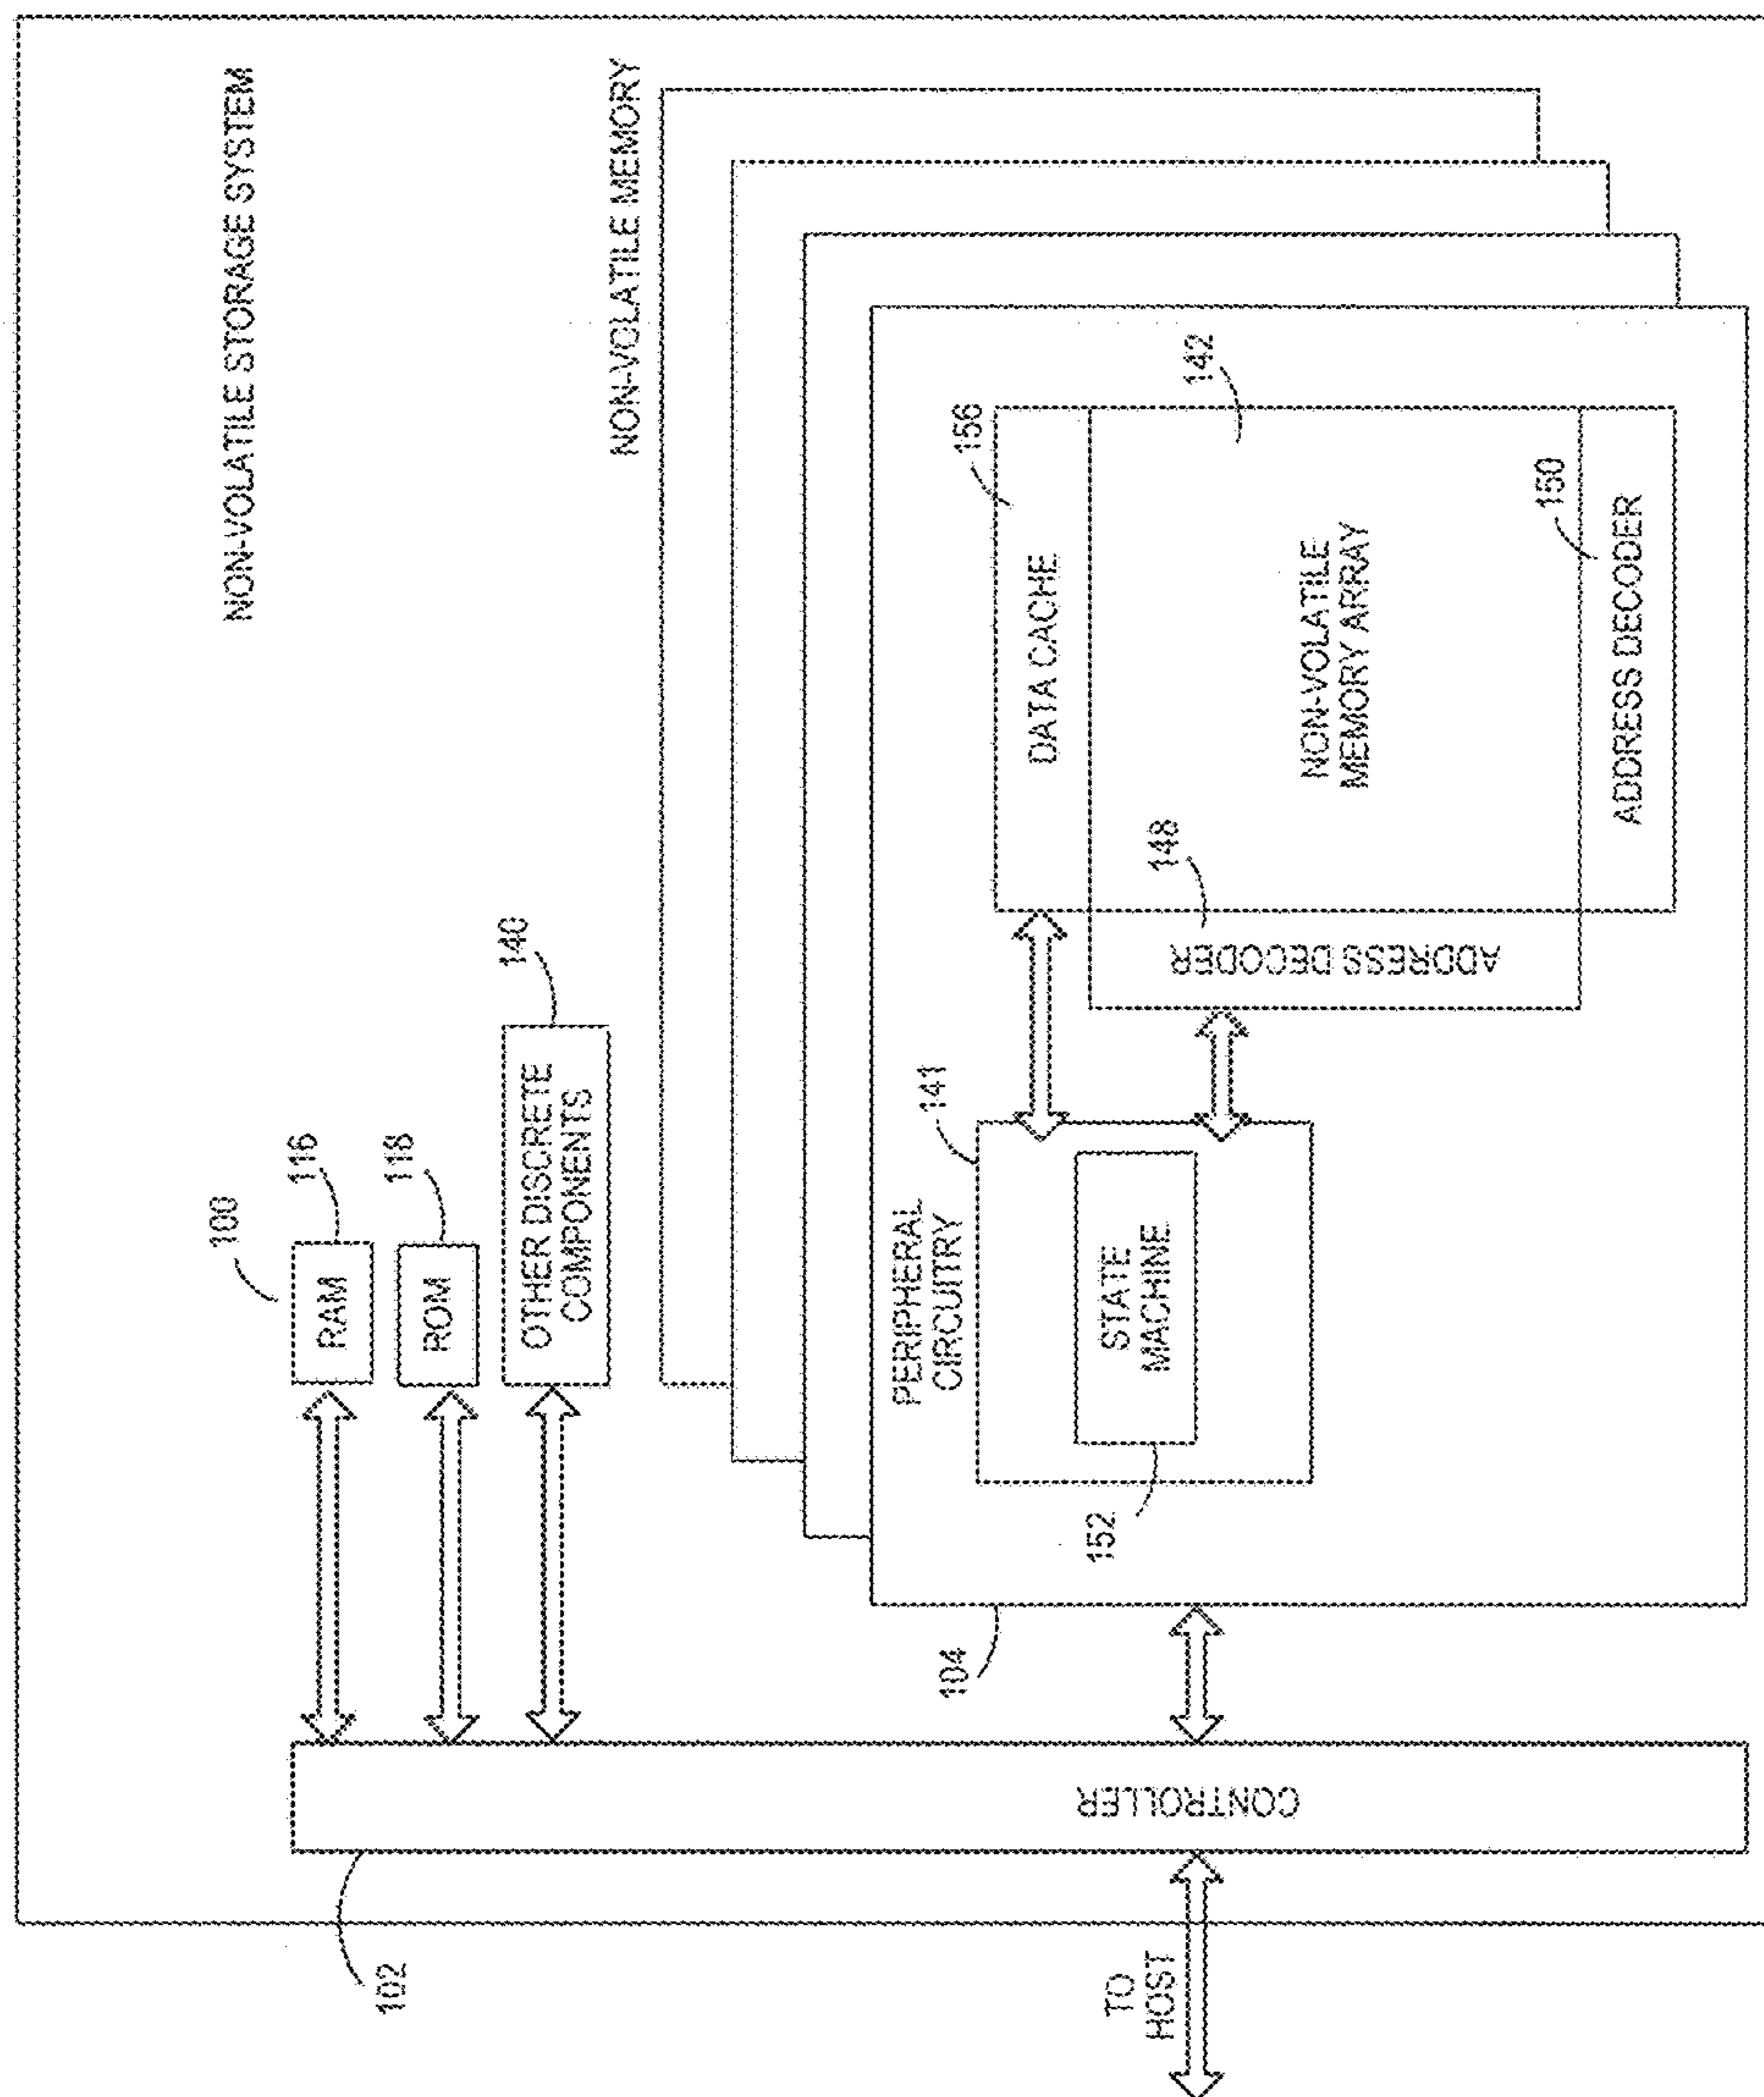 NON-VOLATILE STORAGE SYSTEM
100
RAM
116
ROM
118
OTHER DISCRETE
COMPONENTS
140
NON-VOLATILE MEMORY
102
CONTROLLER
TO
HOST
104
PERIPHERAL
CIRCUITRY
141
STATE
MACHINE
152
DATA CACHE
156
ADDRESS DECODER
148
NON-VOLATILE
MEMORY ARRAY
142
ADDRESS DECODER
150